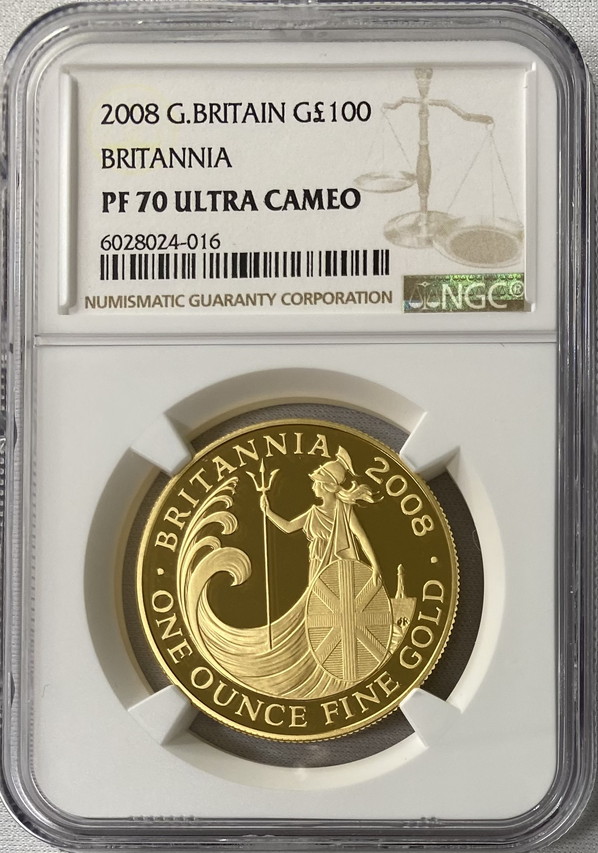 2008 G.BRITAIN G£100
BRITANNIA
PF 70 ULTRA CAMEO
6028024-016
NUMISMATIC GUARANTY CORPORATION
NGC®
· BRITANNIA 2008 ·
ONE OUNCE FINE GOLD